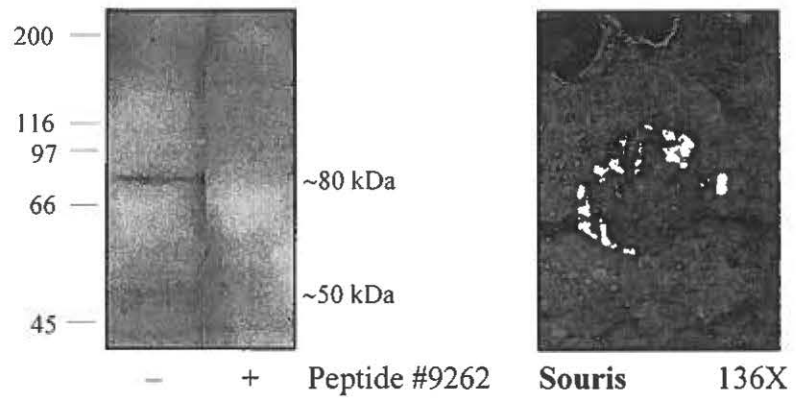 200
116
97
~80 kDa
66
~50 kDa
45
– + Peptide #9262 Souris 136X